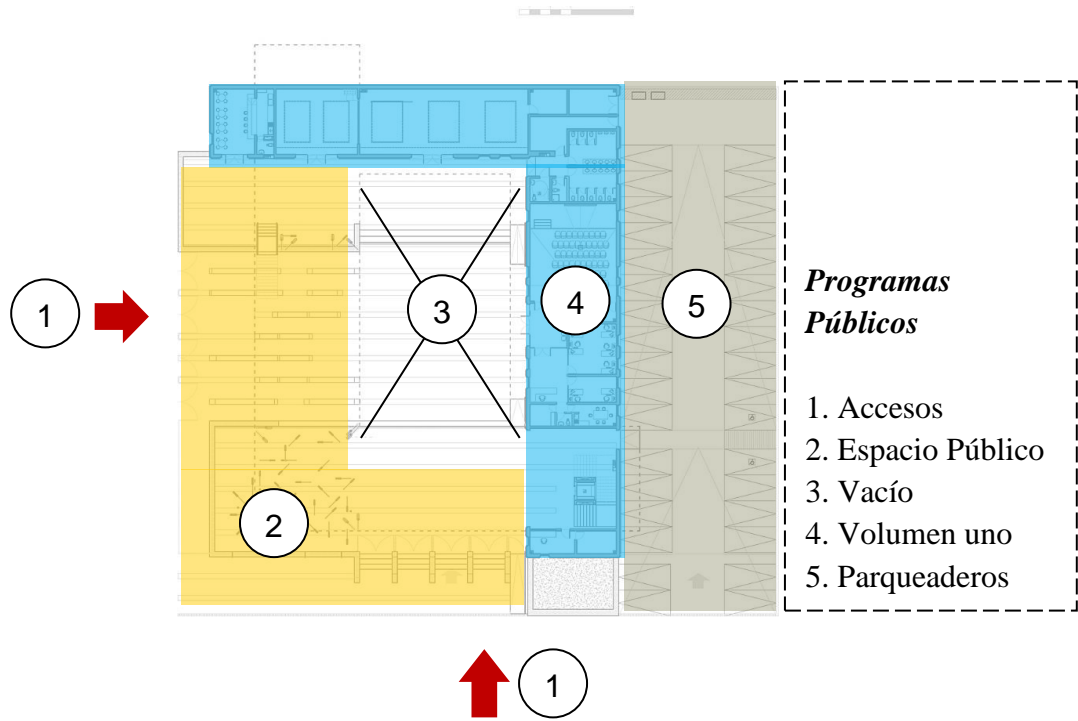 1
3
4
5
2
1
Programas
Públicos
1. Accesos
2. Espacio Público
3. Vacío
4. Volumen uno
5. Parqueaderos